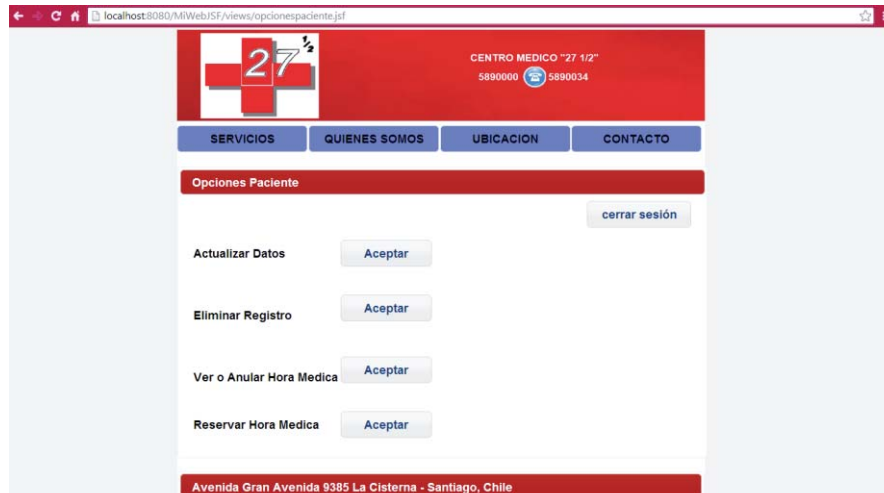 localhost:8080/MiWebJSF/views/opcionespaciente.jsf
27 1/2
CENTRO MEDICO "27 1/2"
5890000 5890034
SERVICIOS QUIENES SOMOS UBICACION CONTACTO
Opciones Paciente
cerrar sesión
Actualizar Datos Aceptar
Eliminar Registro Aceptar
Ver o Anular Hora Medica Aceptar
Reservar Hora Medica Aceptar
Avenida Gran Avenida 9385 La Cisterna - Santiago, Chile